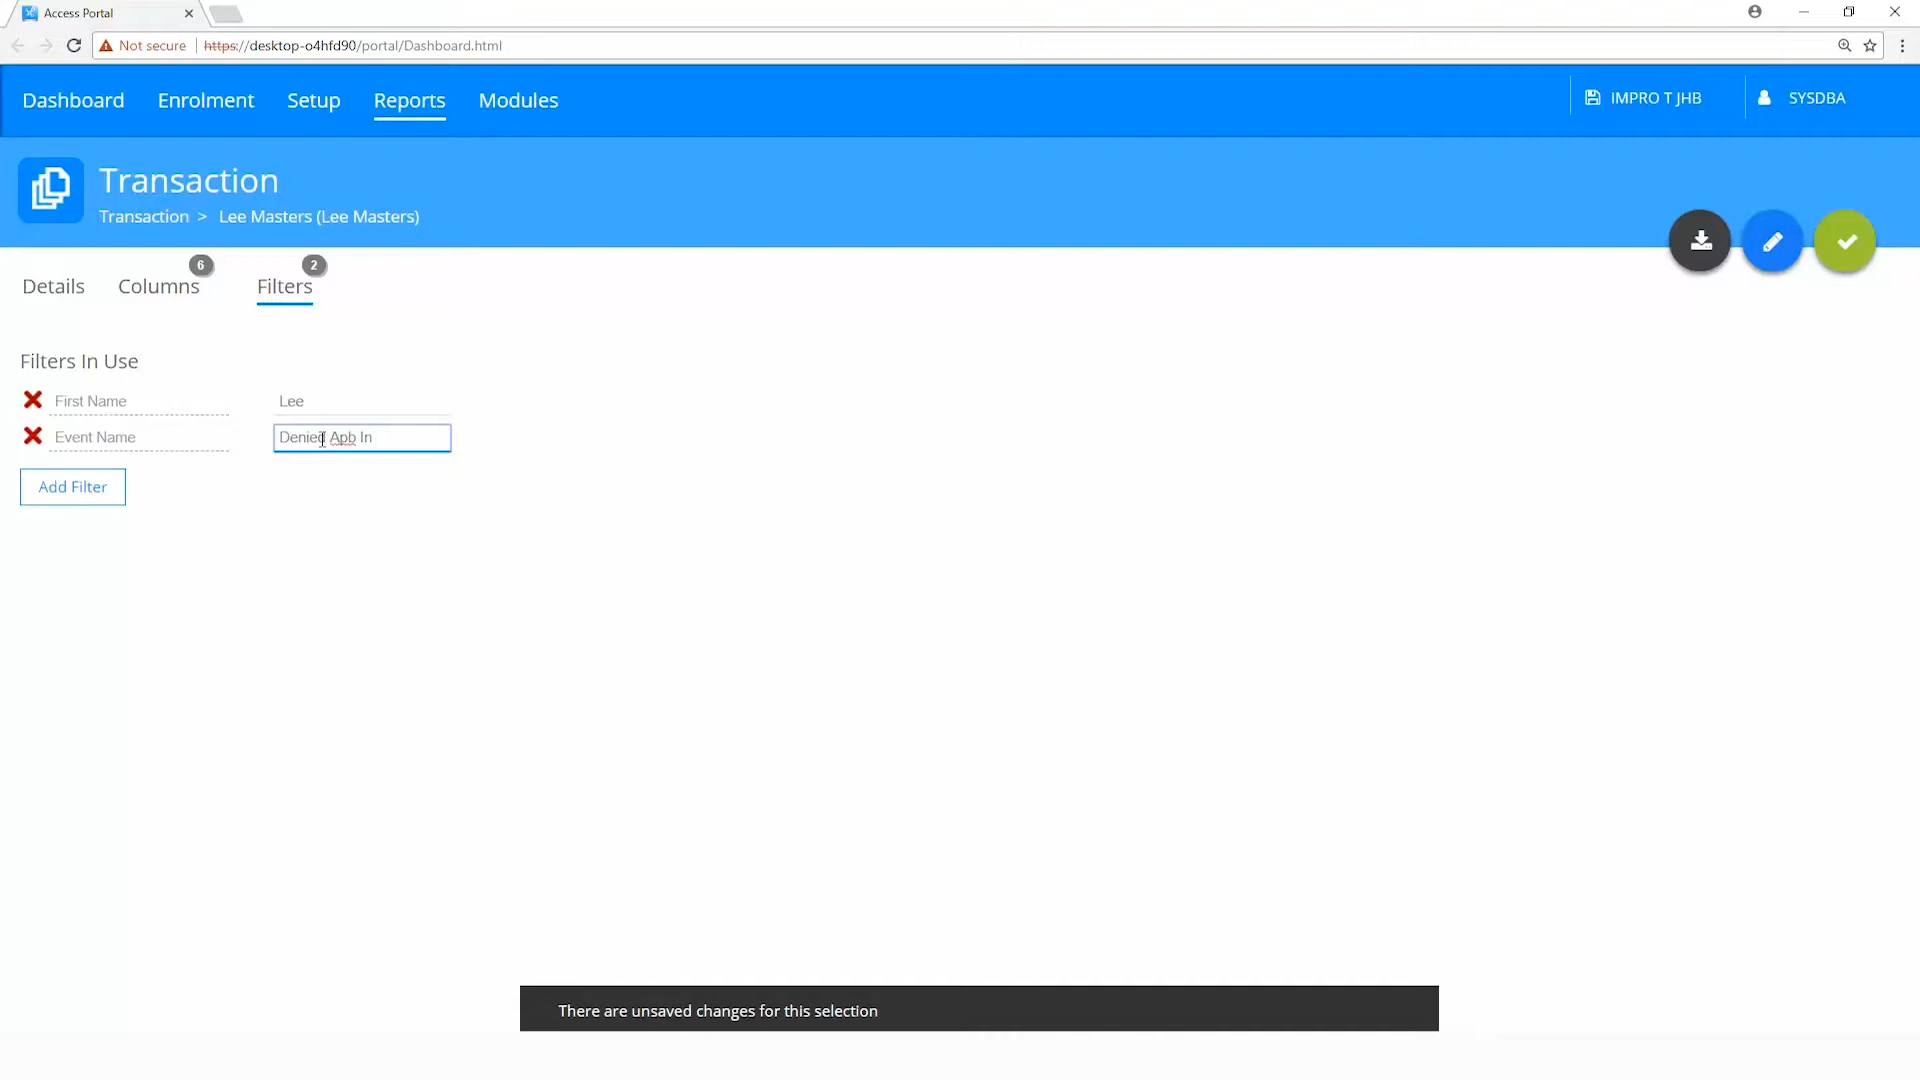 Access Portal
Not secure https://desktop-o4hfd90/portal/Dashboard.html
Dashboard Enrolment Setup Reports Modules IMPRO T JHB SYSDBA
Transaction
Transaction > Lee Masters (Lee Masters)
6 2
Details Columns Filters
Filters In Use
First Name Lee
Event Name Denied Apb In
Add Filter
There are unsaved changes for this selection